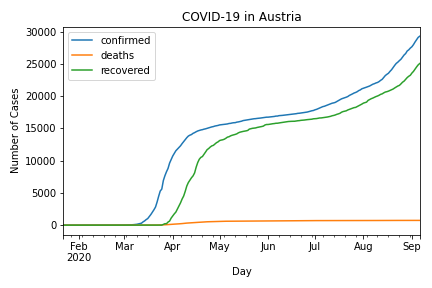 COVID-19 in Austria
confirmed
deaths
recovered
Number of Cases
30000
25000
20000
15000
10000
5000
0
Feb
2020
Mar
Apr
May
Jun
Jul
Aug
Sep
Day